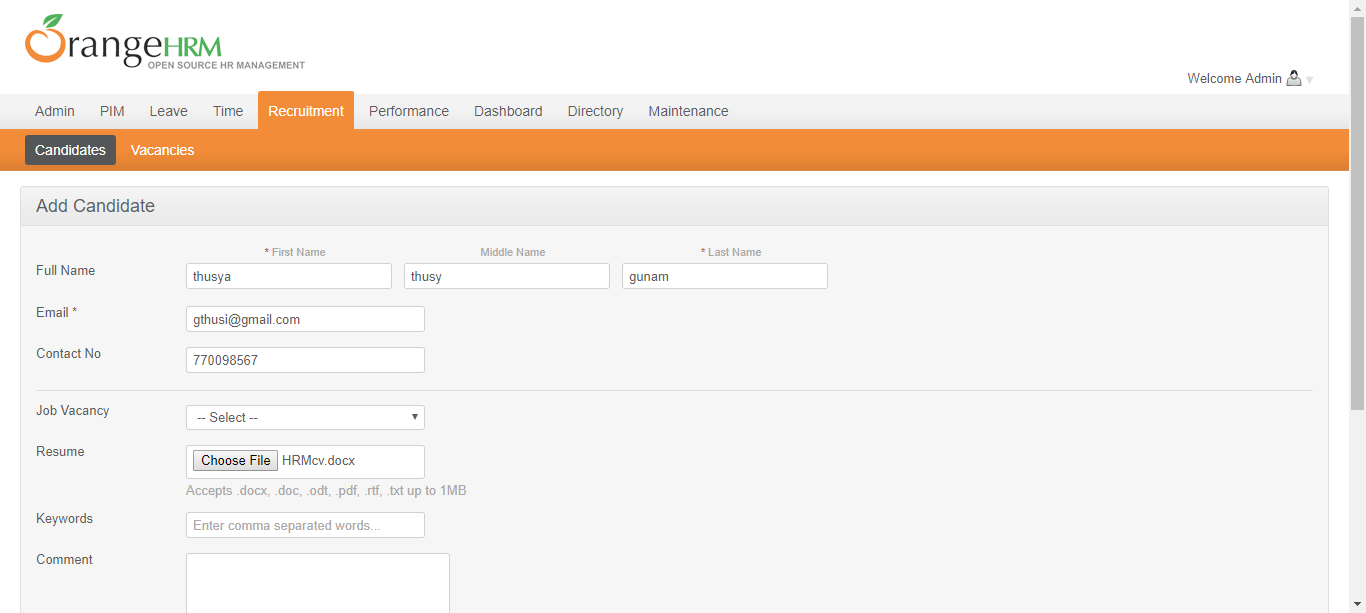 OrangeHRM
OPEN SOURCE HR MANAGEMENT
Welcome Admin
Admin PIM Leave Time Recruitment Performance Dashboard Directory Maintenance
Candidates Vacancies
Add Candidate
* First Name Middle Name * Last Name
Full Name thusya thusy gunam
Email * gthusi@gmail.com
Contact No 770098567
Job Vacancy -- Select --
Resume Choose File HRMcv.docx
Accepts .docx, .doc, .odt, .pdf, .rtf, .txt up to 1MB
Keywords Enter comma separated words...
Comment